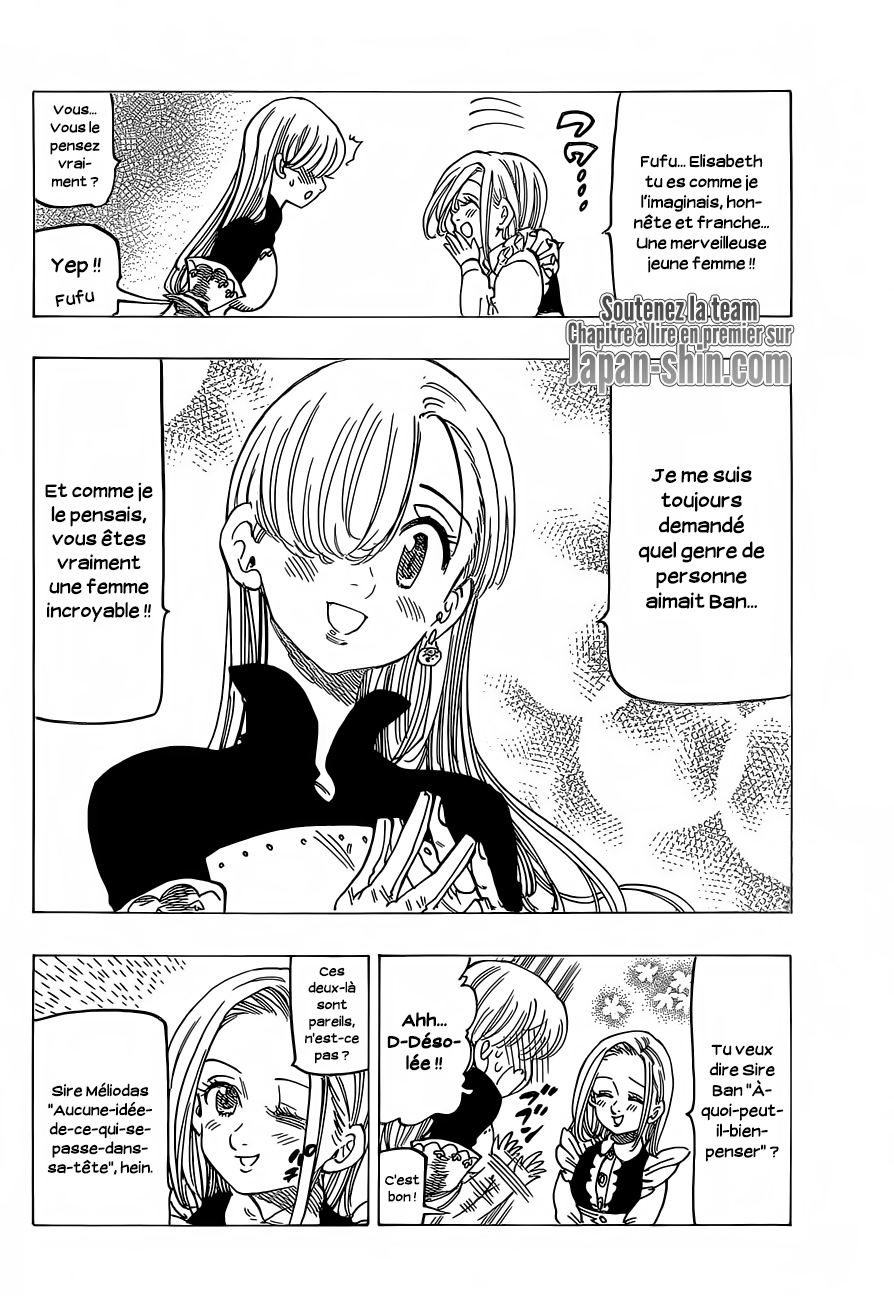 Fufu... Elisabeth
tu es comme je
l'imaginais, hon-
nête et franche...
Une merveilleuse
jeune femme !!
Vous...
Vous le
pensez
vrai-
ment ?
Yep !!
Fufu
Soutenez la team
Chapitre à lire en premier sur
Japan-shin.com
Je me suis
toujours
demandé
quel genre de
personne
aimait Ban...
Et comme je
le pensais,
vous êtes
vraiment
une femme
incroyable !!
Tu veux
dire Sire
Ban "À-
quoi-peut-
il-bien-
penser" ?
Ahh...
D-Déso-
lée !!
C'est
bon !
Ces
deux-là
sont
pareils,
n'est-ce
pas ?
Sire Méliodas
"Aucune-idée-
de-ce-qui-se-
passe-dans-
sa-tête", hein.